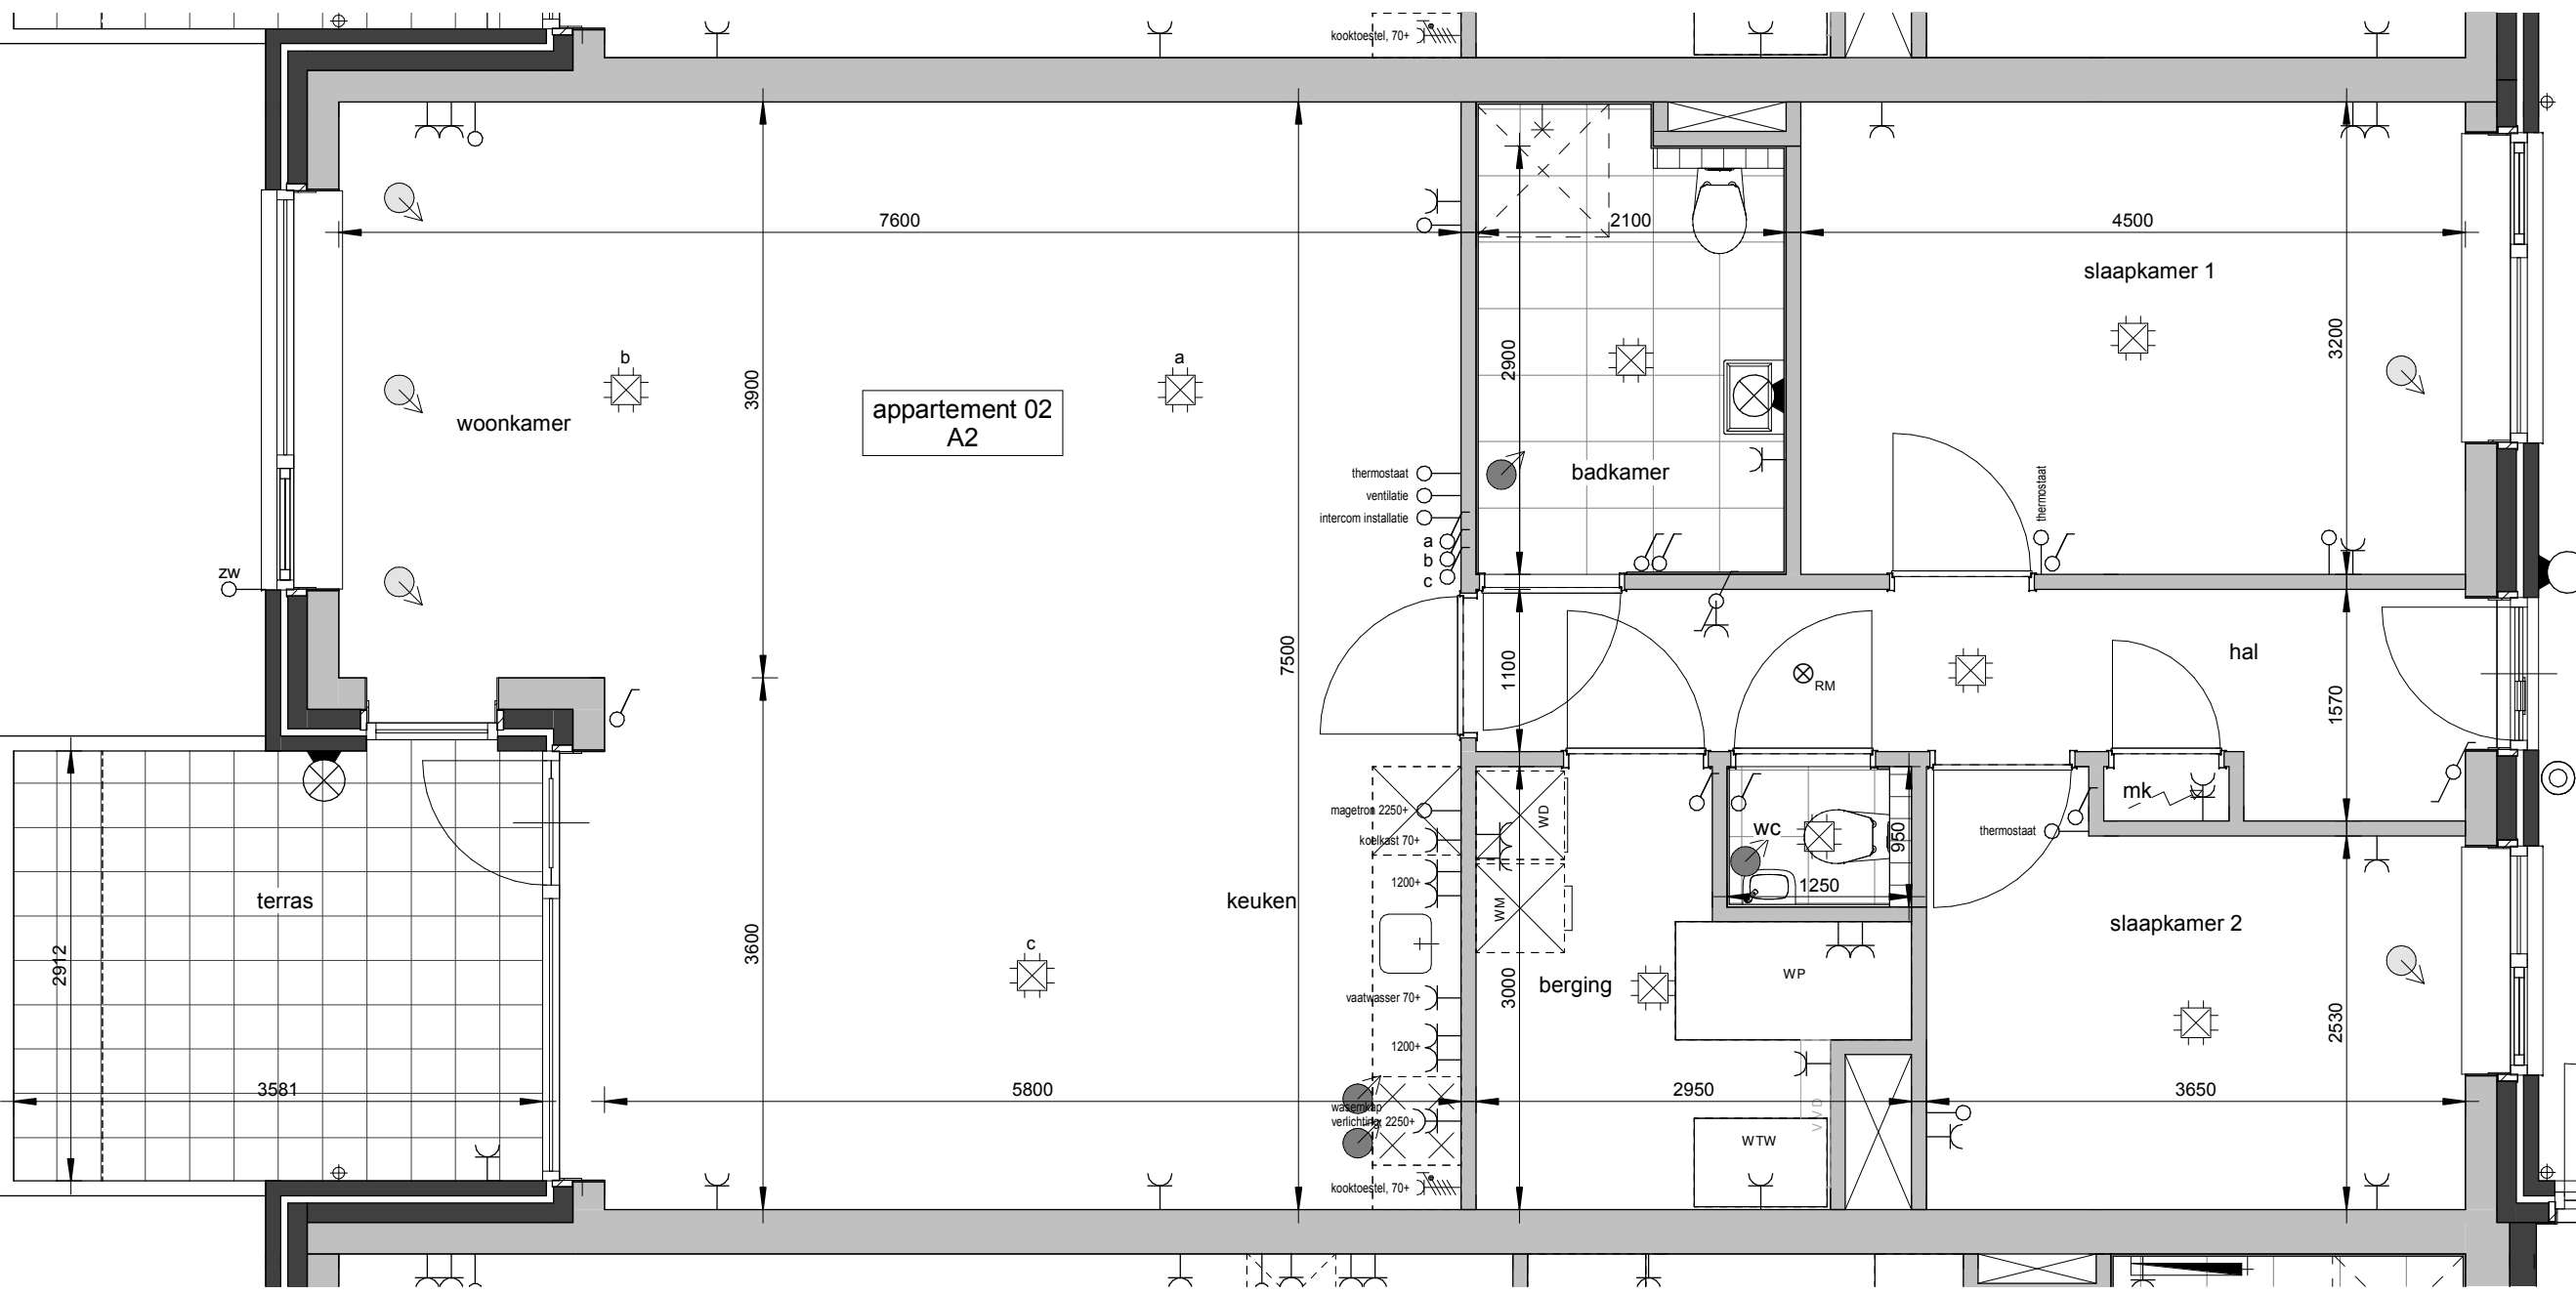 kooktoestel, 70+
7600
2100
4500
slaapkamer 1
b
a
3900
2900
3200
appartement 02
A2
woonkamer
thermostaat
ventilatie
intercom installatie
a
b
c
badkamer
thermostaat
zw
7500
1100
RM
hal
1570
magetron 2250+
koelkast 70+
1200+
WD
WM
wc
950
1250
thermostaat
mk
terras
keuken
slaapkamer 2
2912
3600
c
3000
berging
WP
vaatwasser 70+
1200+
2530
3581
5800
2950
3650
wasemkap
verlichting, 2250+
VVD
WTW
kooktoestel, 70+